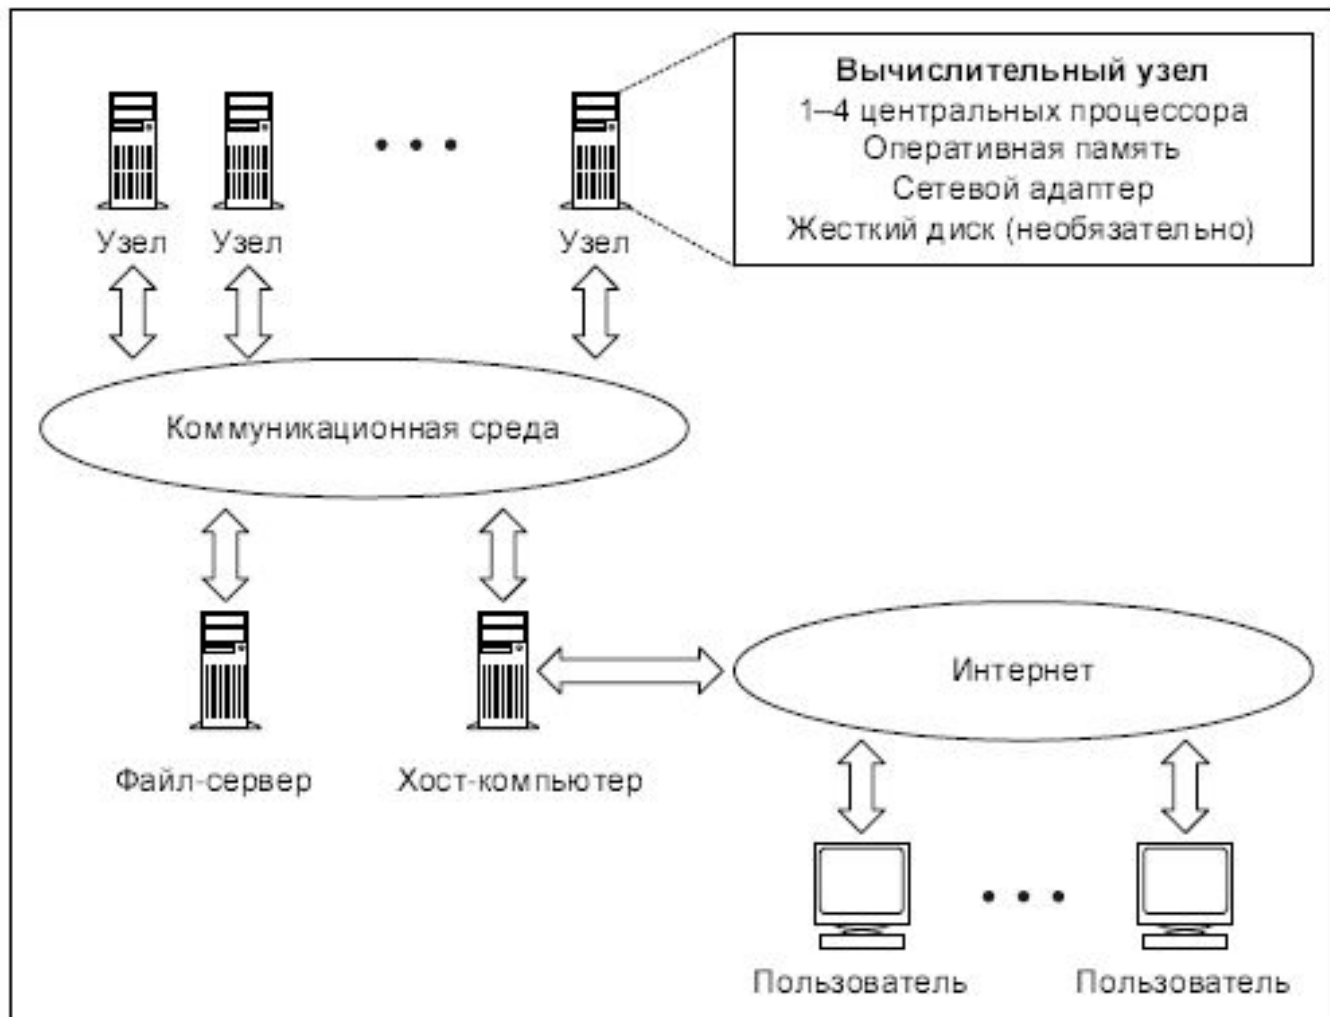 Вычислительный узел
1–4 центральных процессора
Оперативная память
Сетевой адаптер
Жесткий диск (необязательно)
Узел Узел Узел
Коммуникационная среда
Интернет
Файл-сервер Хост-компьютер
Пользователь Пользователь